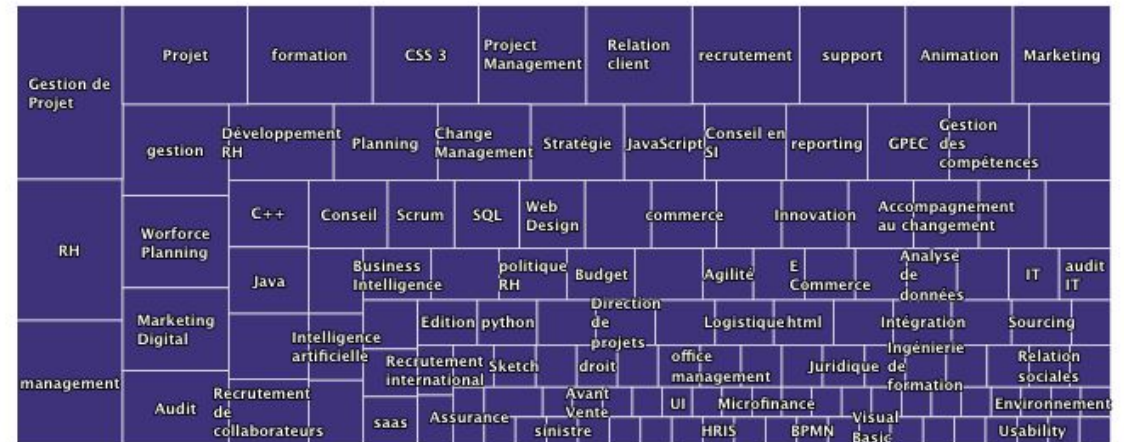 Gestion de
Projet
Projet
formation
CSS 3
Project
Management
Relation
client
recrutement
support
Animation
Marketing
gestion
Développement
RH
Planning
Change
Management
Stratégie
JavaScript
Conseil en
SI
reporting
GPEC
Gestion
des
compétences
RH
Worforce
Planning
C++
Conseil
Scrum
SQL
Web
Design
commerce
Innovation
Accompagnement
au changement
Java
Business
Intelligence
politique
RH
Budget
Agilité
E
Commerce
Analyse
de
données
IT
audit
IT
Marketing
Digital
Intelligence
artificielle
Edition
python
Direction
de
projets
Logistique
html
Intégration
Sourcing
management
Recrutement
international
Sketch
droit
office
management
Juridique
Ingénierie
de
formation
Relation
sociales
Audit
Recrutement
de
collaborateurs
saas
Assurance
Avant
Vente
UI
Microfinance
Environnement
sinistre
HRIS
BPMN
Visual
Basic
Usability